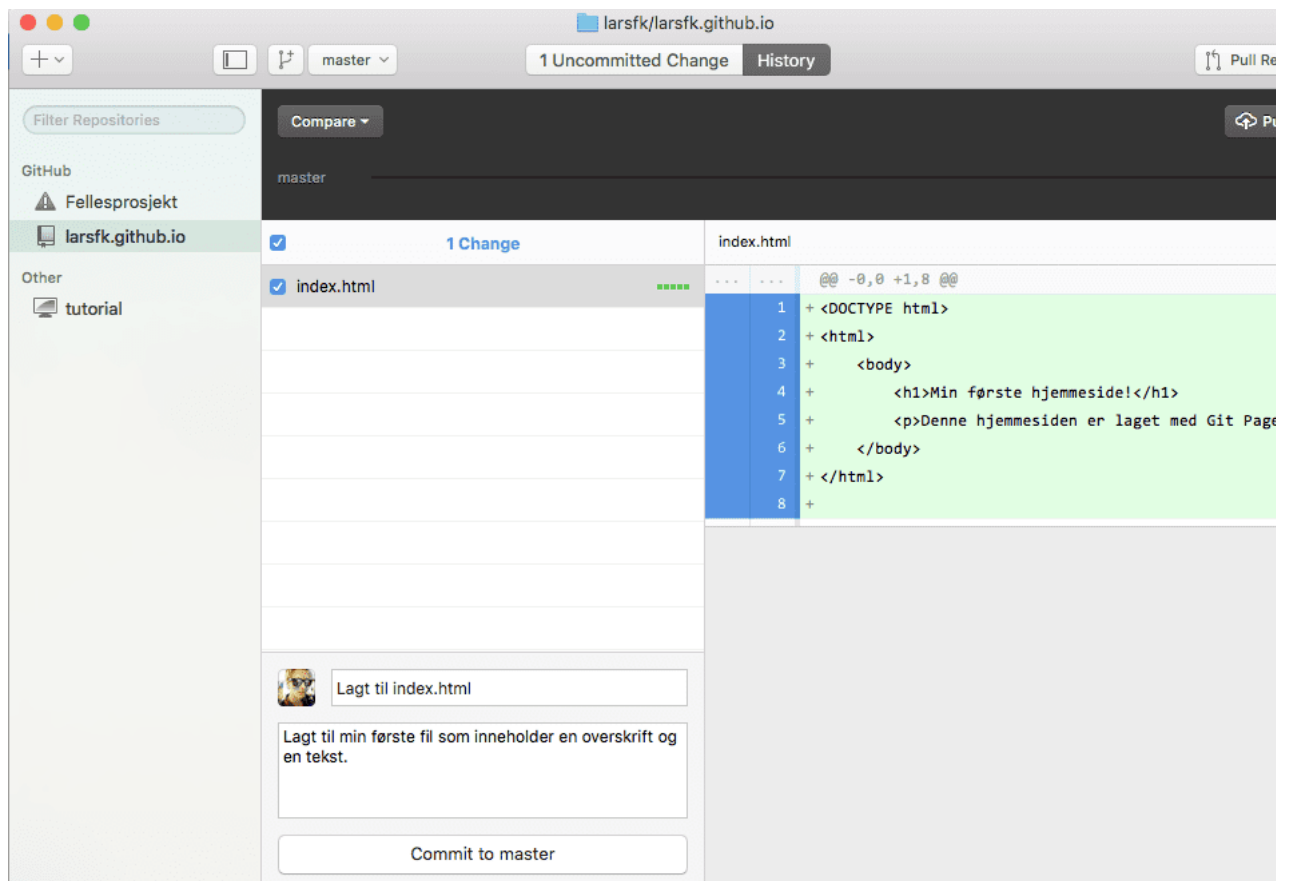 larsfk/larsfk.github.io
master
1 Uncommitted Change
History
Pull Re
Filter Repositories
GitHub
Fellesprosjekt
larsfk.github.io
Other
tutorial
Compare
Pu
master
1 Change
index.html
index.html
... ... @@ -0,0 +1,8 @@
1 + <DOCTYPE html>
2 + <html>
3 +     <body>
4 +         <h1>Min første hjemmeside!</h1>
5 +         <p>Denne hjemmesiden er laget med Git Page
6 +     </body>
7 + </html>
8 +
Lagt til index.html
Lagt til min første fil som inneholder en overskrift og
en tekst.
Commit to master